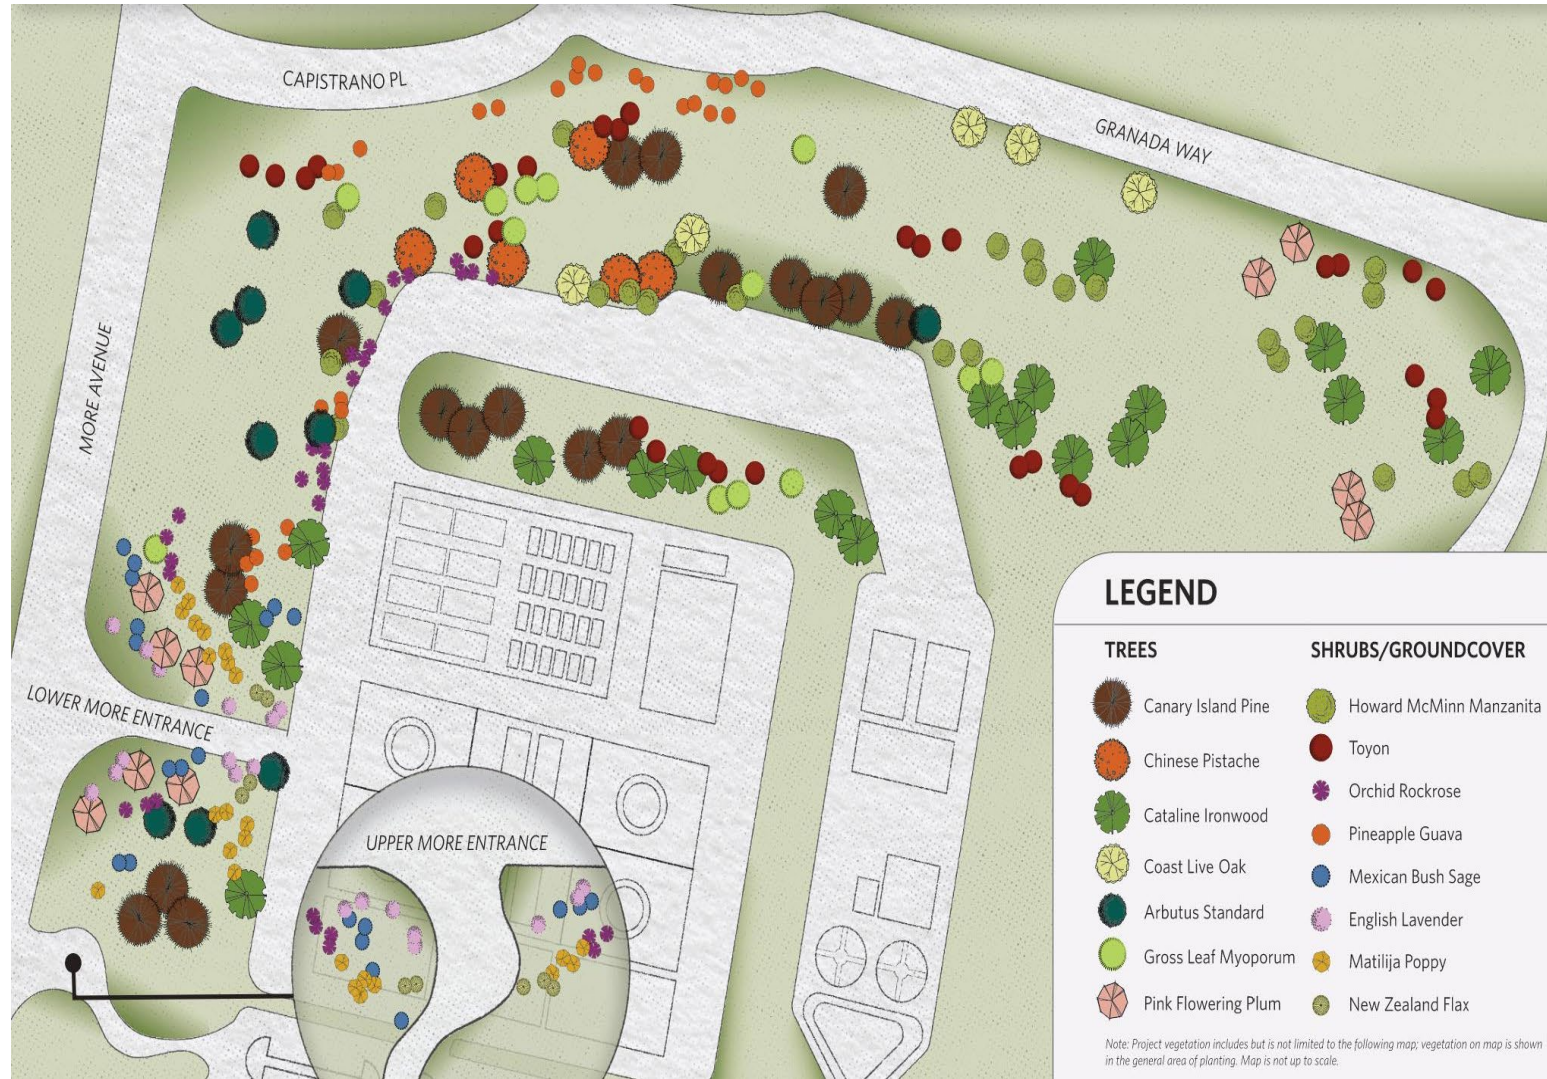 CAPISTRANO PL
GRANADA WAY
MORE AVENUE
LOWER MORE ENTRANCE
UPPER MORE ENTRANCE
LEGEND
TREES
Canary Island Pine
Chinese Pistache
Cataline Ironwood
Coast Live Oak
Arbutus Standard
Gross Leaf Myoporum
Pink Flowering Plum
SHRUBS/GROUNDCOVER
Howard McMinn Manzanita
Toyon
Orchid Rockrose
Pineapple Guava
Mexican Bush Sage
English Lavender
Matilija Poppy
New Zealand Flax
Note: Project vegetation includes but is not limited to the following map; vegetation on map is shown
in the general area of planting. Map is not up to scale.